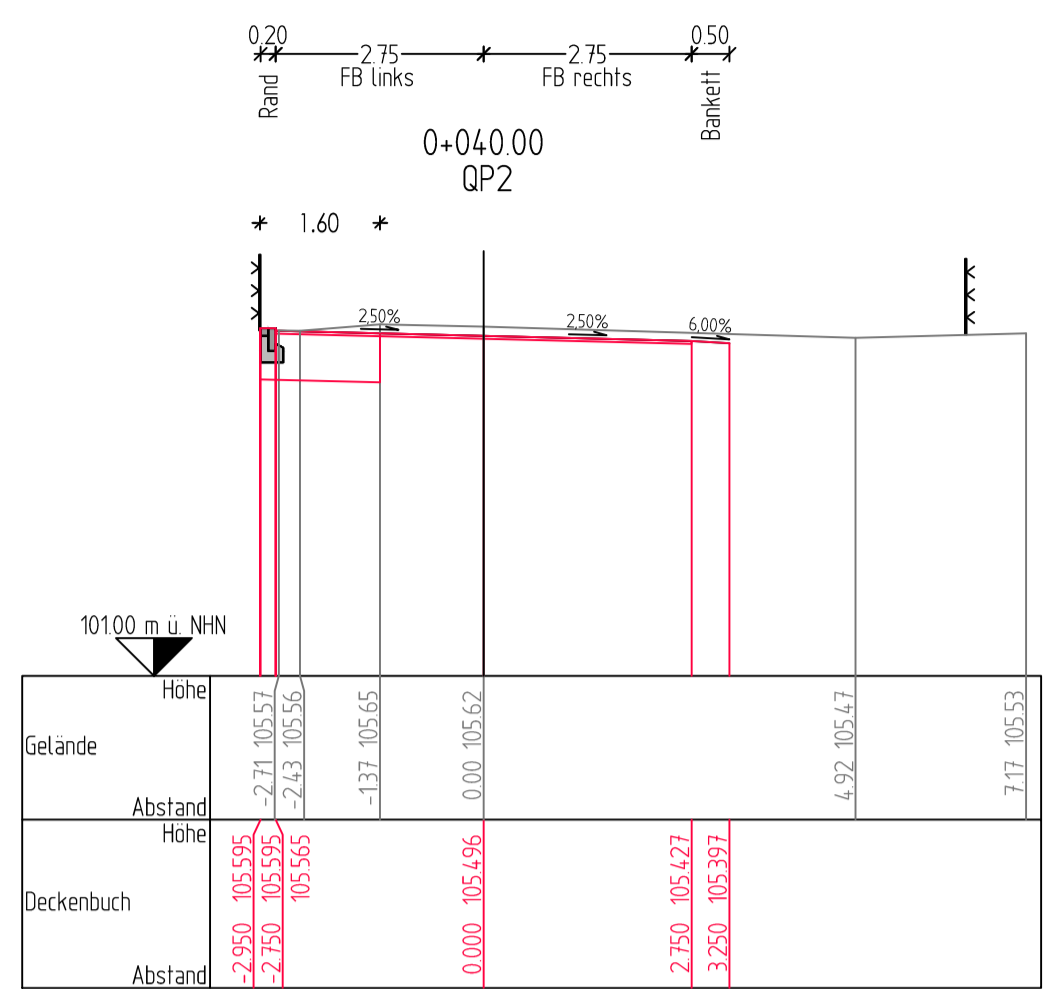 0.20 2.75 2.75 0.50
FB links FB rechts
Rand
Bankett
0+040.00
QP2
1.60
2,50% 2,50% 6,00%
101.00 m ü. NHN
Höhe
Gelände
Abstand
-2.71 105.57
-2.43 105.56
-1.37 105.65
0.00 105.62
4.92 105.47
7.17 105.53
Höhe
Deckenbuch
Abstand
-2.950 105.595
-2.750 105.595
105.565
0.000 105.496
2.750 105.427
3.250 105.397